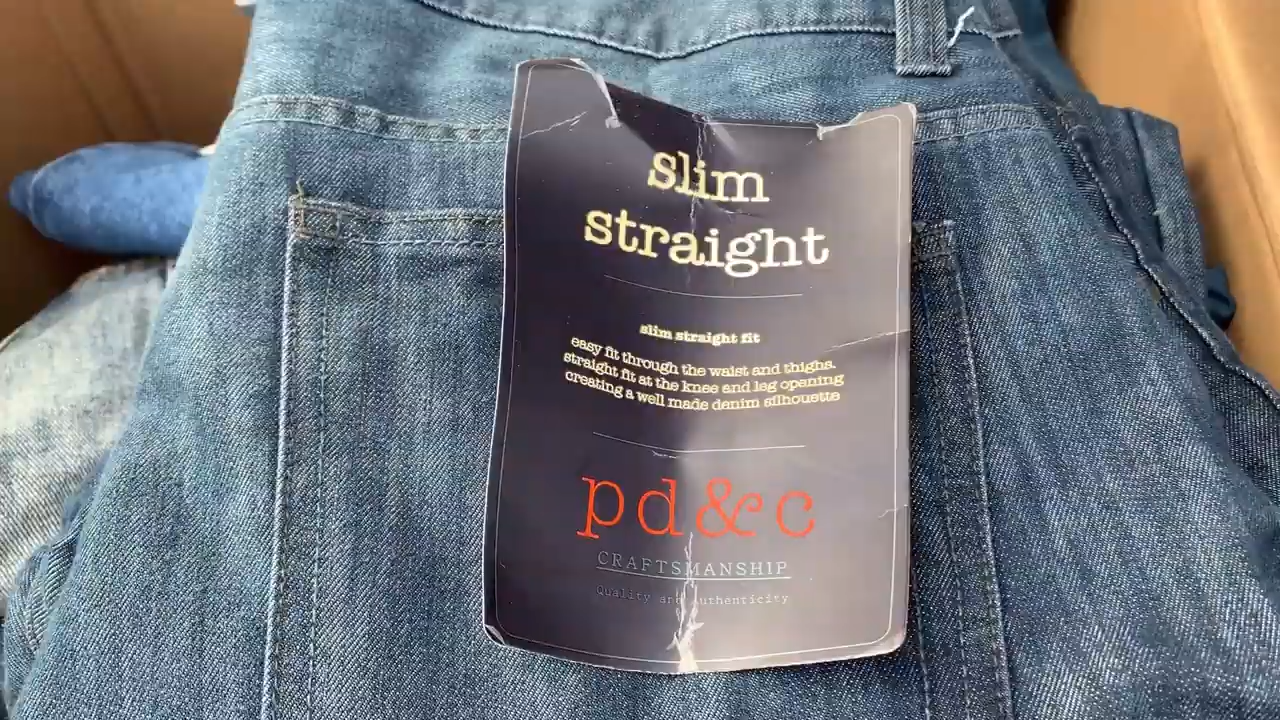 slim
straight
slim straight fit
easy fit through the waist and thighs.
straight fit at the knee and leg opening
creating a well made denim silhouette
pd&c
CRAFTSMANSHIP
Quality and Authenticity